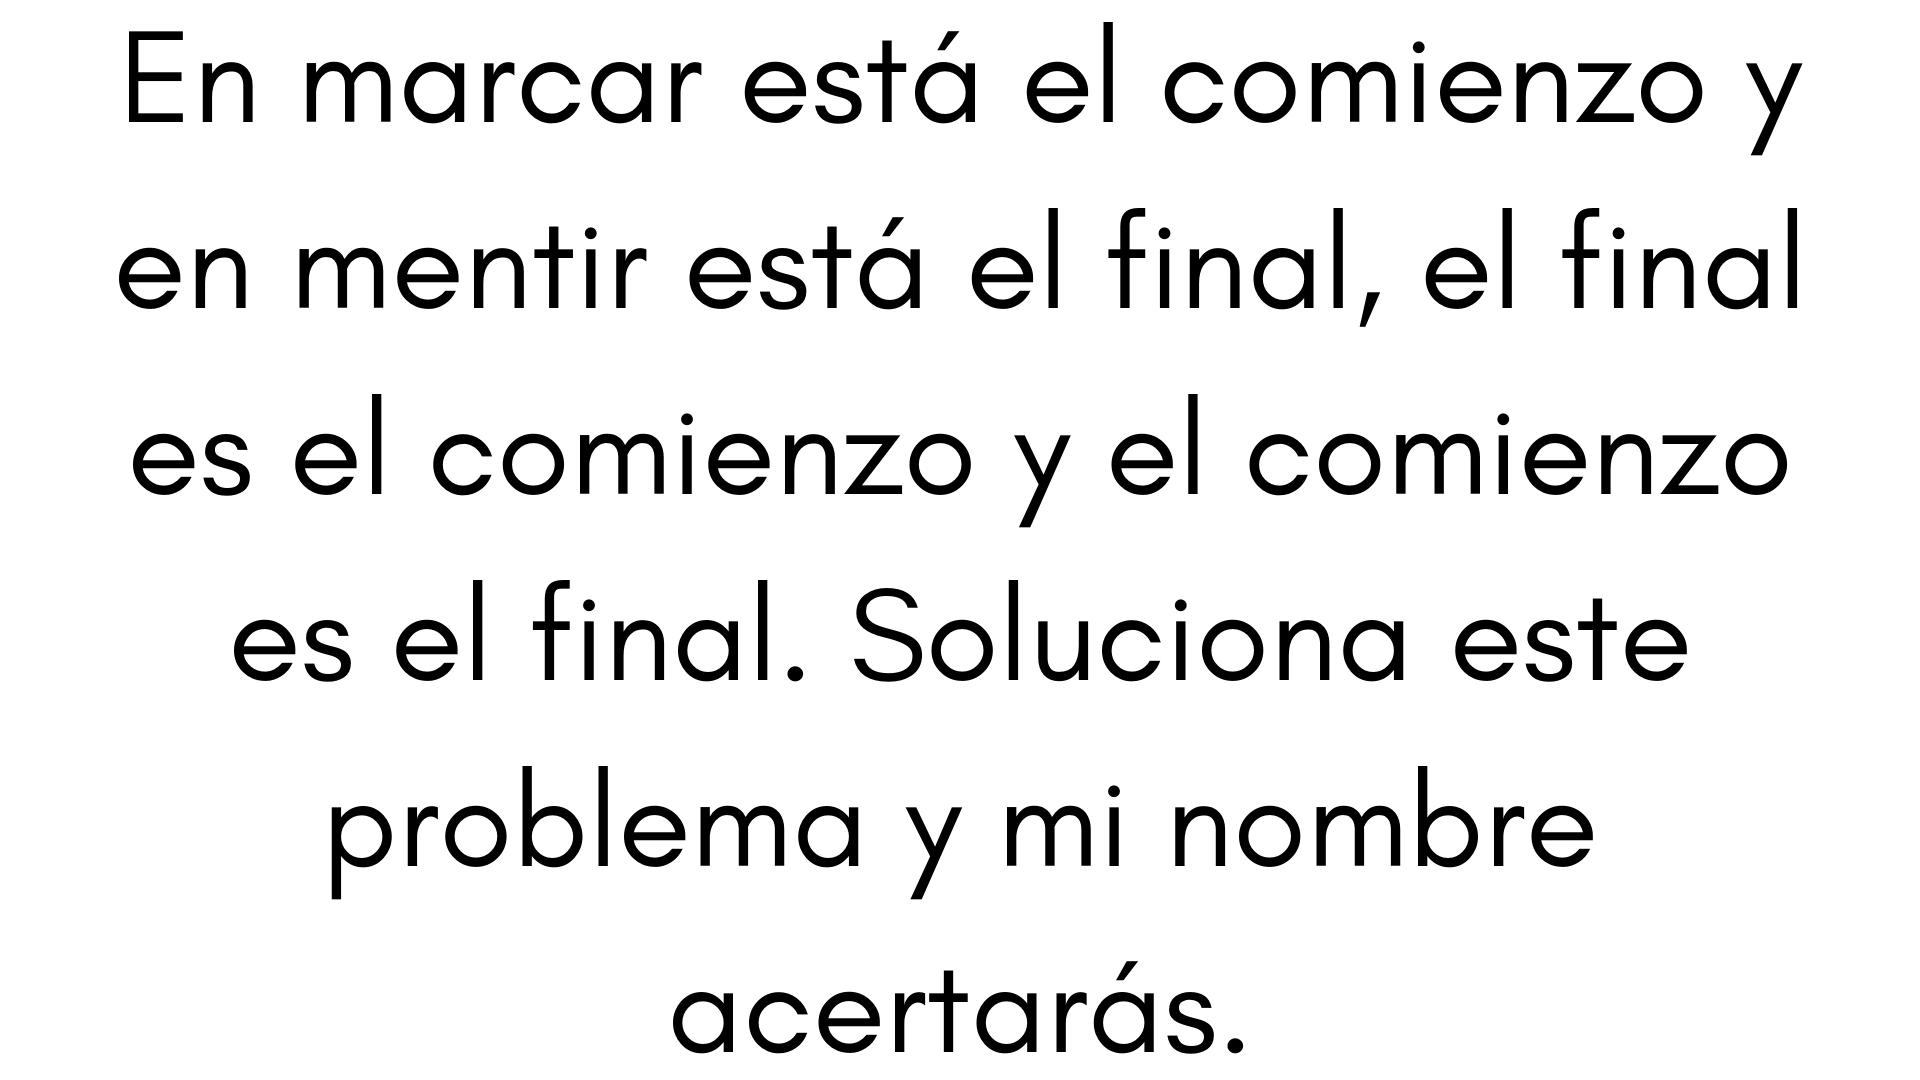 En marcar está el comienzo y
en mentir está el final, el final
es el comienzo y el comienzo
es el final. Soluciona este
problema y mi nombre
acertarás.